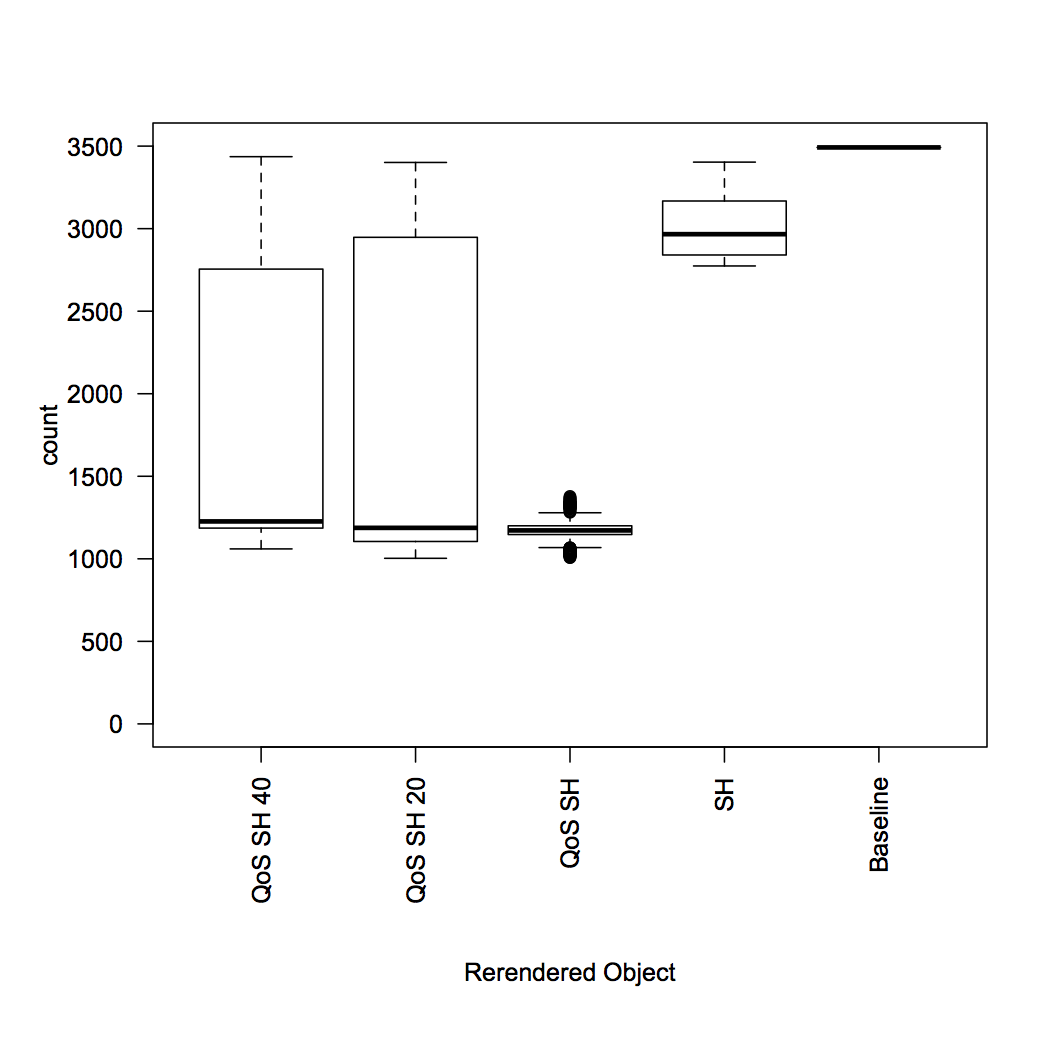 3500
3000
2500
2000
1500
1000
500
0
count
QoS SH 40
QoS SH 20
QoS SH
SH
Baseline
Rerendered Object